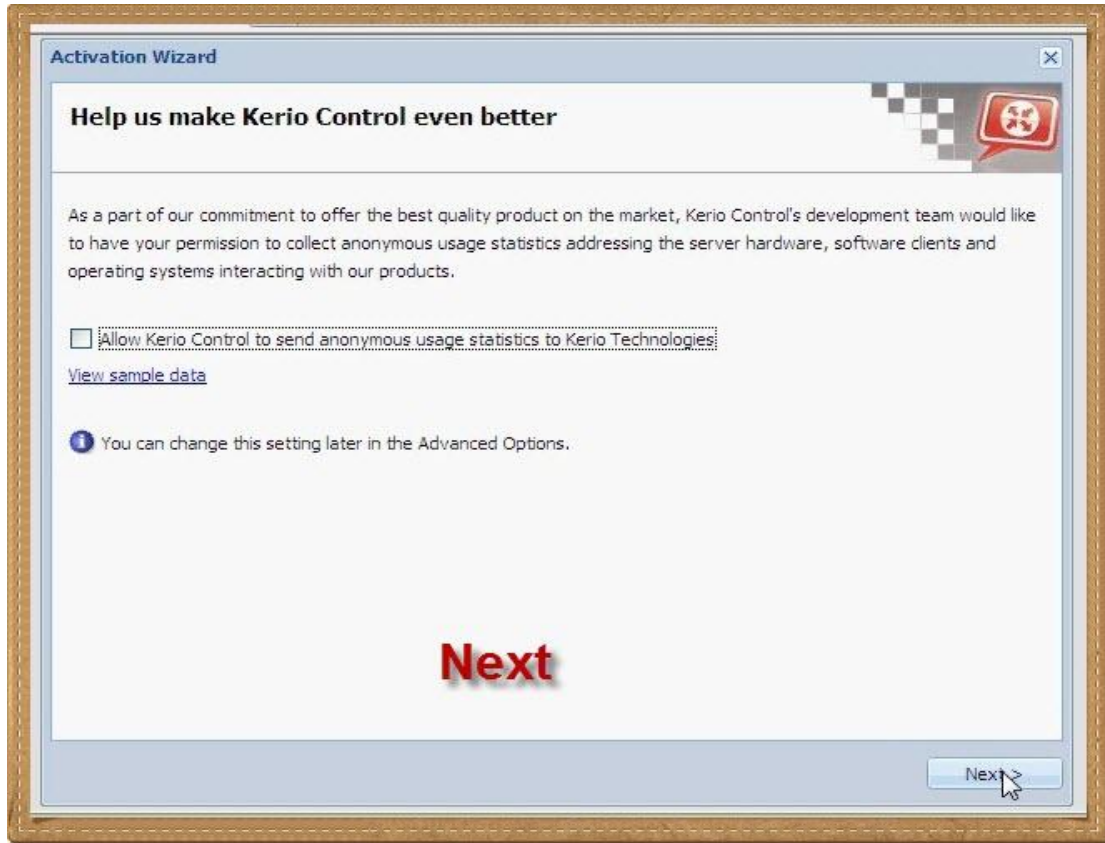 Activation Wizard
Help us make Kerio Control even better
As a part of our commitment to offer the best quality product on the market, Kerio Control's development team would like
to have your permission to collect anonymous usage statistics addressing the server hardware, software clients and
operating systems interacting with our products.
Allow Kerio Control to send anonymous usage statistics to Kerio Technologies
View sample data
You can change this setting later in the Advanced Options.
Next
Next >